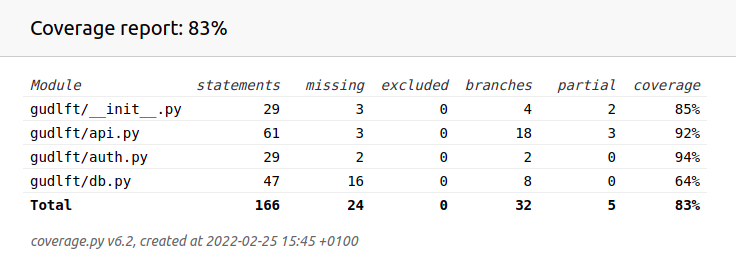 Coverage report: 83%
Module statements missing excluded branches partial coverage
gudlft/__init__.py 29 3 0 4 2 85%
gudlft/api.py 61 3 0 18 3 92%
gudlft/auth.py 29 2 0 2 0 94%
gudlft/db.py 47 16 0 8 0 64%
Total 166 24 0 32 5 83%
coverage.py v6.2, created at 2022-02-25 15:45 +0100